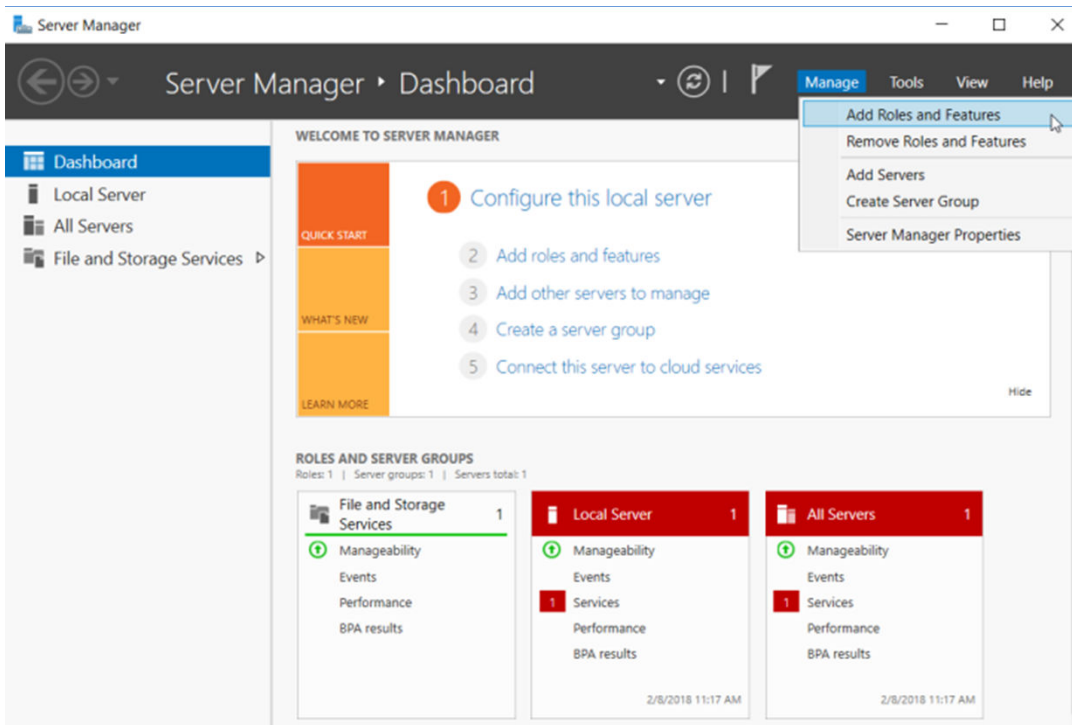 Server Manager
Server Manager ‣ Dashboard
Manage Tools View Help
Add Roles and Features
Remove Roles and Features
Add Servers
Create Server Group
Server Manager Properties
Dashboard
Local Server
All Servers
File and Storage Services
WELCOME TO SERVER MANAGER
QUICK START
WHAT'S NEW
LEARN MORE
1 Configure this local server
2 Add roles and features
3 Add other servers to manage
4 Create a server group
5 Connect this server to cloud services
Hide
ROLES AND SERVER GROUPS
Roles: 1 | Server groups: 1 | Servers total: 1
File and Storage
Services 1
Manageability
Events
Performance
BPA results
Local Server 1
Manageability
Events
1 Services
Performance
BPA results
2/8/2018 11:17 AM
All Servers 1
Manageability
Events
1 Services
Performance
BPA results
2/8/2018 11:17 AM